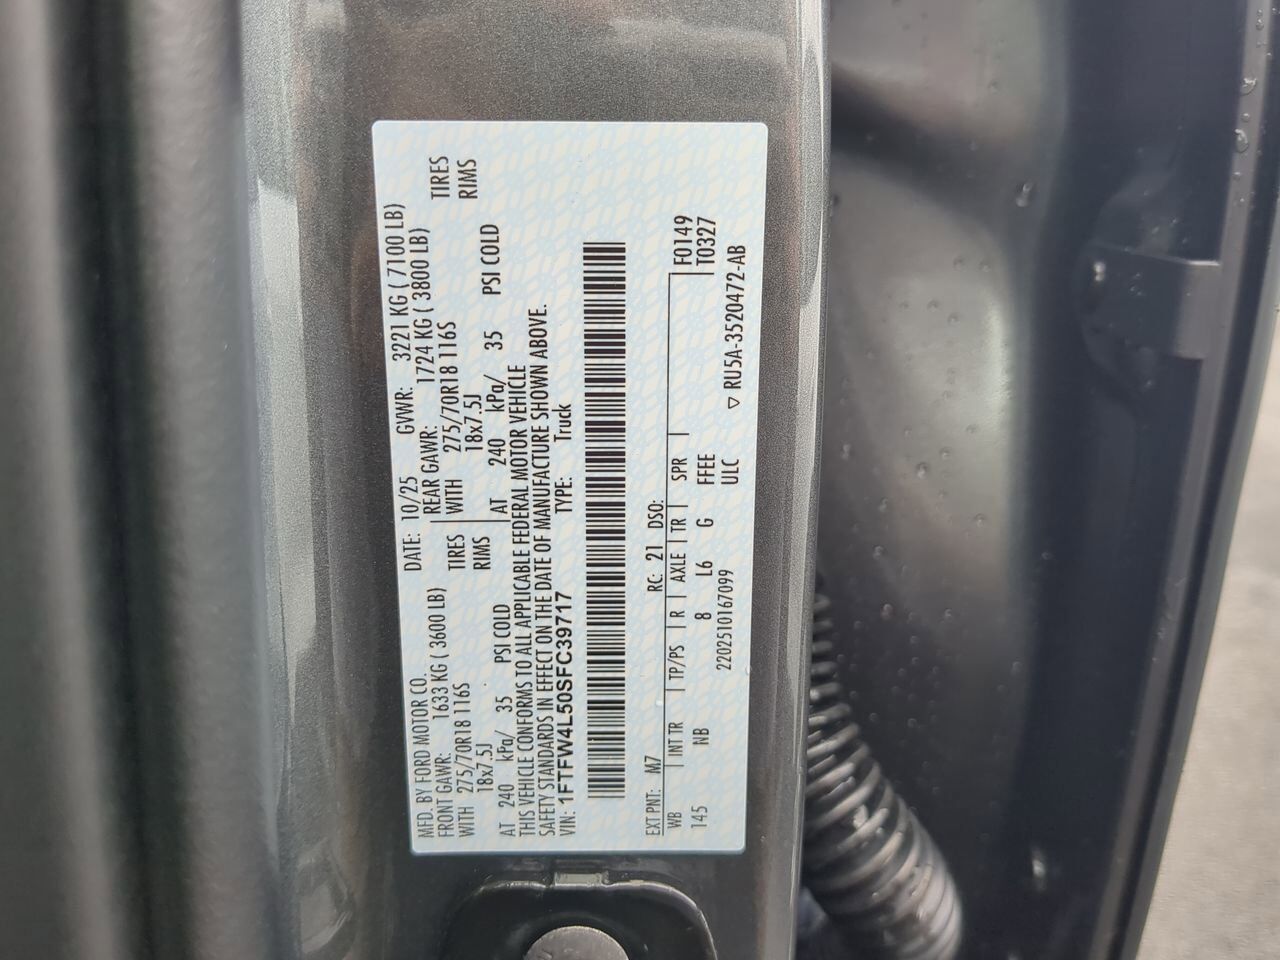 MFD. BY FORD MOTOR CO. DATE: 10/25 GVWR: 3221 KG ( 7100 LB)
FRONT GAWR: 1633 KG ( 3600 LB) REAR GAWR: 1724 KG ( 3800 LB)
WITH 275/70R18 116S TIRES WITH 275/70R18 116S TIRES
18x7.5J RIMS 18x7.5J RIMS
AT 240 kPa/ 35 PSI COLD AT 240 kPa/ 35 PSI COLD
THIS VEHICLE CONFORMS TO ALL APPLICABLE FEDERAL MOTOR VEHICLE
SAFETY STANDARDS IN EFFECT ON THE DATE OF MANUFACTURE SHOWN ABOVE.
VIN: 1FTFW4L50SFC39717 TYPE: Truck
EXT PNT: M7 RC: 21 DSO:
WB INT TR TP/PS R AXLE TR SPR F0149
145 NB 8 L6 G FFEE T0327
2202510167099 ULC ▽ RU5A-3520472-AB